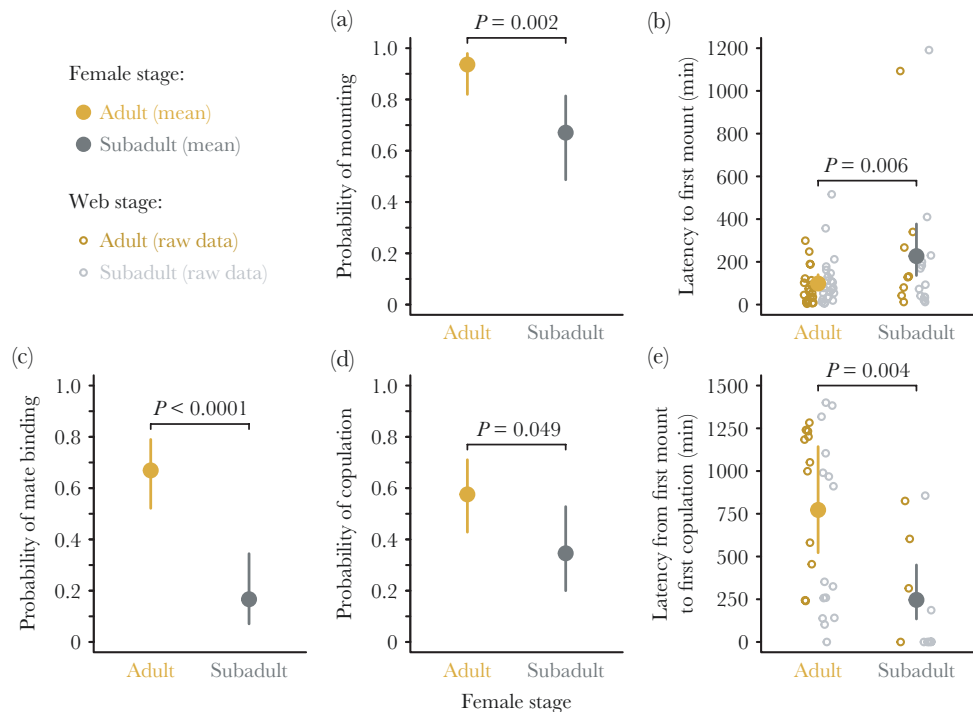 Female stage:
Adult (mean)
Subadult (mean)
Web stage:
Adult (raw data)
Subadult (raw data)
(a)
P = 0.002
Probability of mounting
1.0
0.8
0.6
0.4
0.2
0
Adult
Subadult
(b)
P = 0.006
Latency to first mount (min)
1200
1000
800
600
400
200
0
Adult
Subadult
(c)
P < 0.0001
Probability of mate binding
1.0
0.8
0.6
0.4
0.2
0
Adult
Subadult
(d)
P = 0.049
Probability of copulation
1.0
0.8
0.6
0.4
0.2
0
Adult
Subadult
Female stage
(e)
P = 0.004
Latency from first mount
to first copulation (min)
1500
1250
1000
750
500
250
0
Adult
Subadult